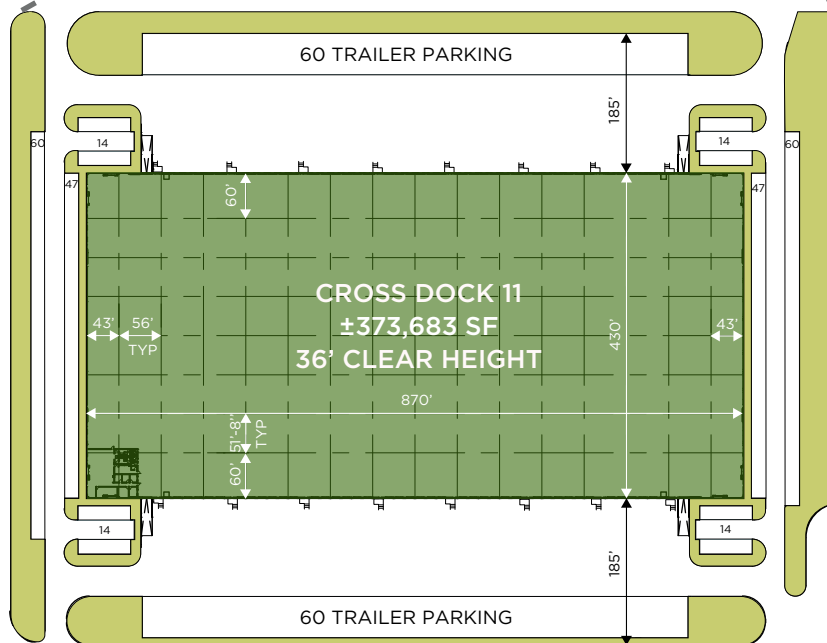 60 TRAILER PARKING
185'
14
14
60
60
47
47
60'
CROSS DOCK 11
±373,683 SF
36' CLEAR HEIGHT
43'
56'
TYP
43'
430'
870'
51'-8"
TYP
60'
14
14
185'
60 TRAILER PARKING